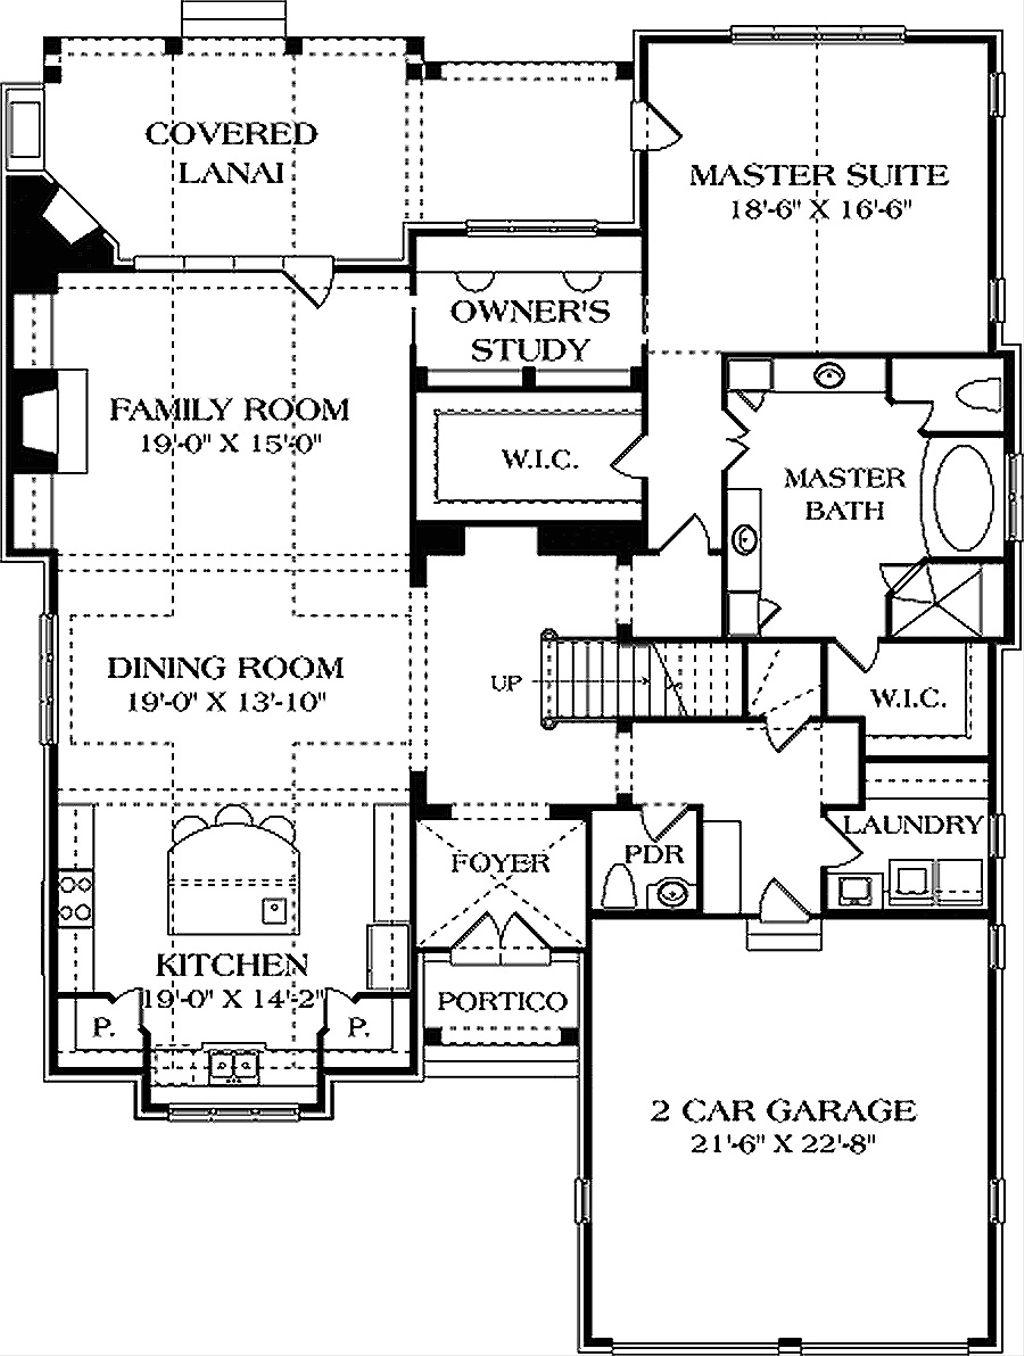 COVERED
LANAI
MASTER SUITE
18'-6" X 16'-6"
OWNER'S
STUDY
FAMILY ROOM
19'-0" X 15'-0"
W.I.C.
MASTER
BATH
DINING ROOM
19'-0" X 13'-10"
UP
W.I.C.
LAUNDRY
PDR
FOYER
KITCHEN
19'-0" X 14'-2"
P.
P.
PORTICO
2 CAR GARAGE
21'-6" X 22'-8"